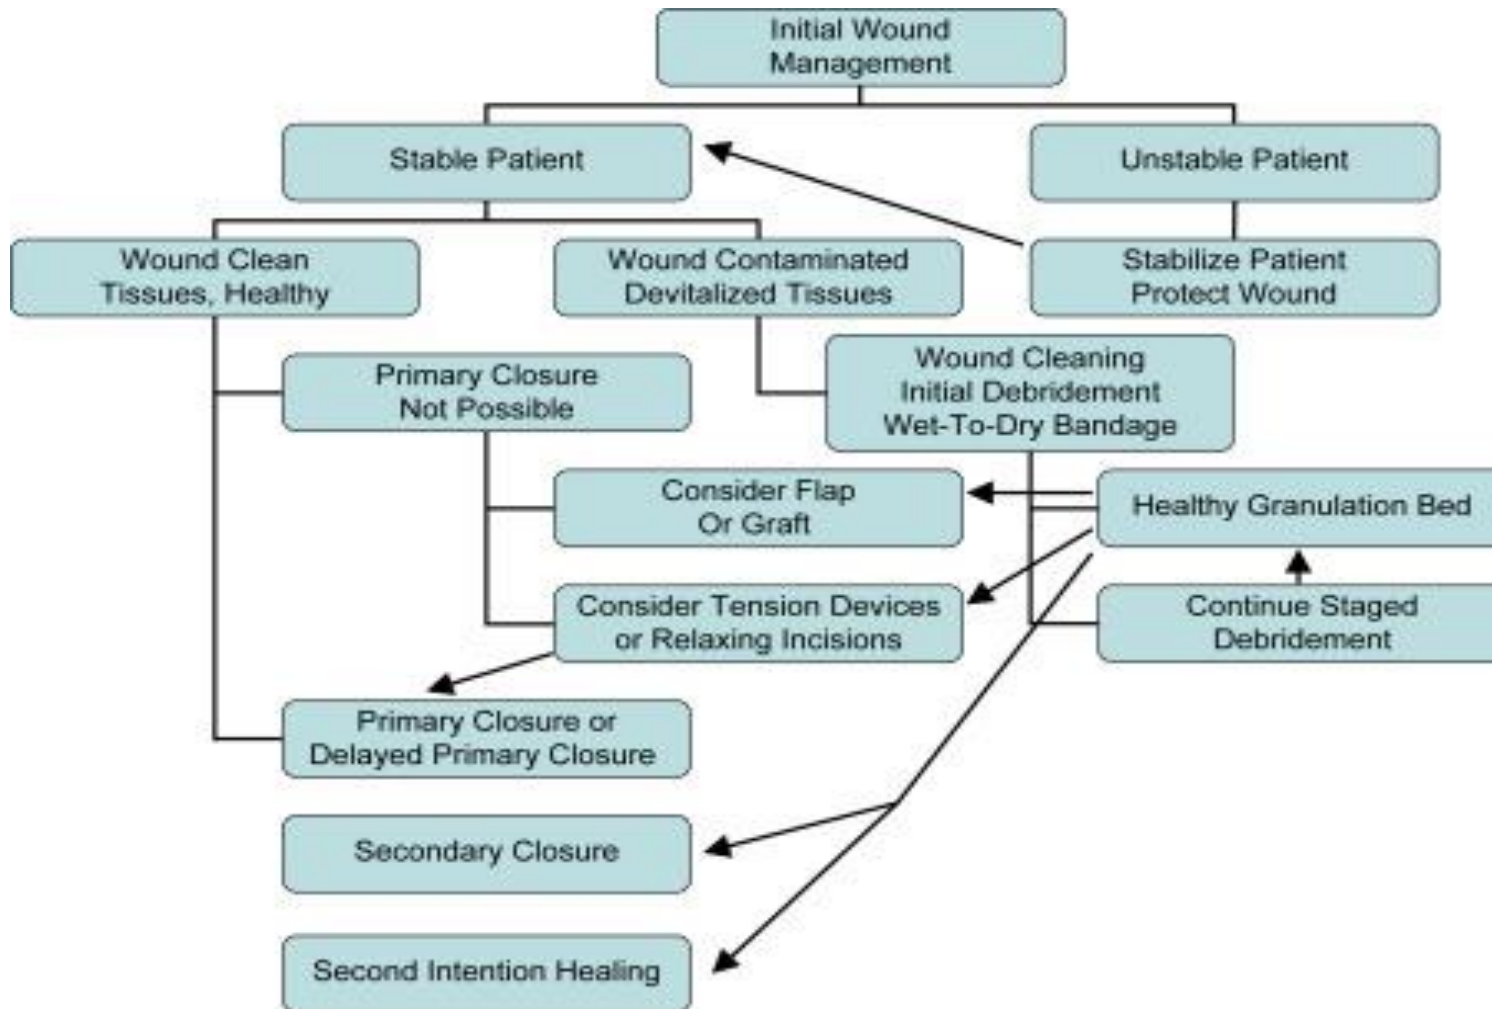 Initial Wound
Management
Stable Patient
Unstable Patient
Wound Clean
Tissues, Healthy
Wound Contaminated
Devitalized Tissues
Stabilize Patient
Protect Wound
Primary Closure
Not Possible
Wound Cleaning
Initial Debridement
Wet-To-Dry Bandage
Consider Flap
Or Graft
Healthy Granulation Bed
Consider Tension Devices
or Relaxing Incisions
Continue Staged
Debridement
Primary Closure or
Delayed Primary Closure
Secondary Closure
Second Intention Healing